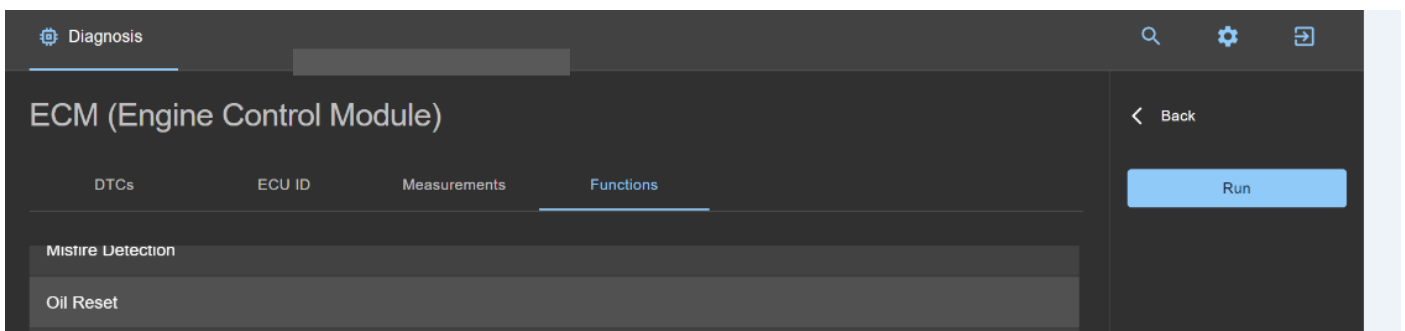 Diagnosis
ECM (Engine Control Module)
Back
DTCs ECU ID Measurements Functions
Run
Misfire Detection
Oil Reset